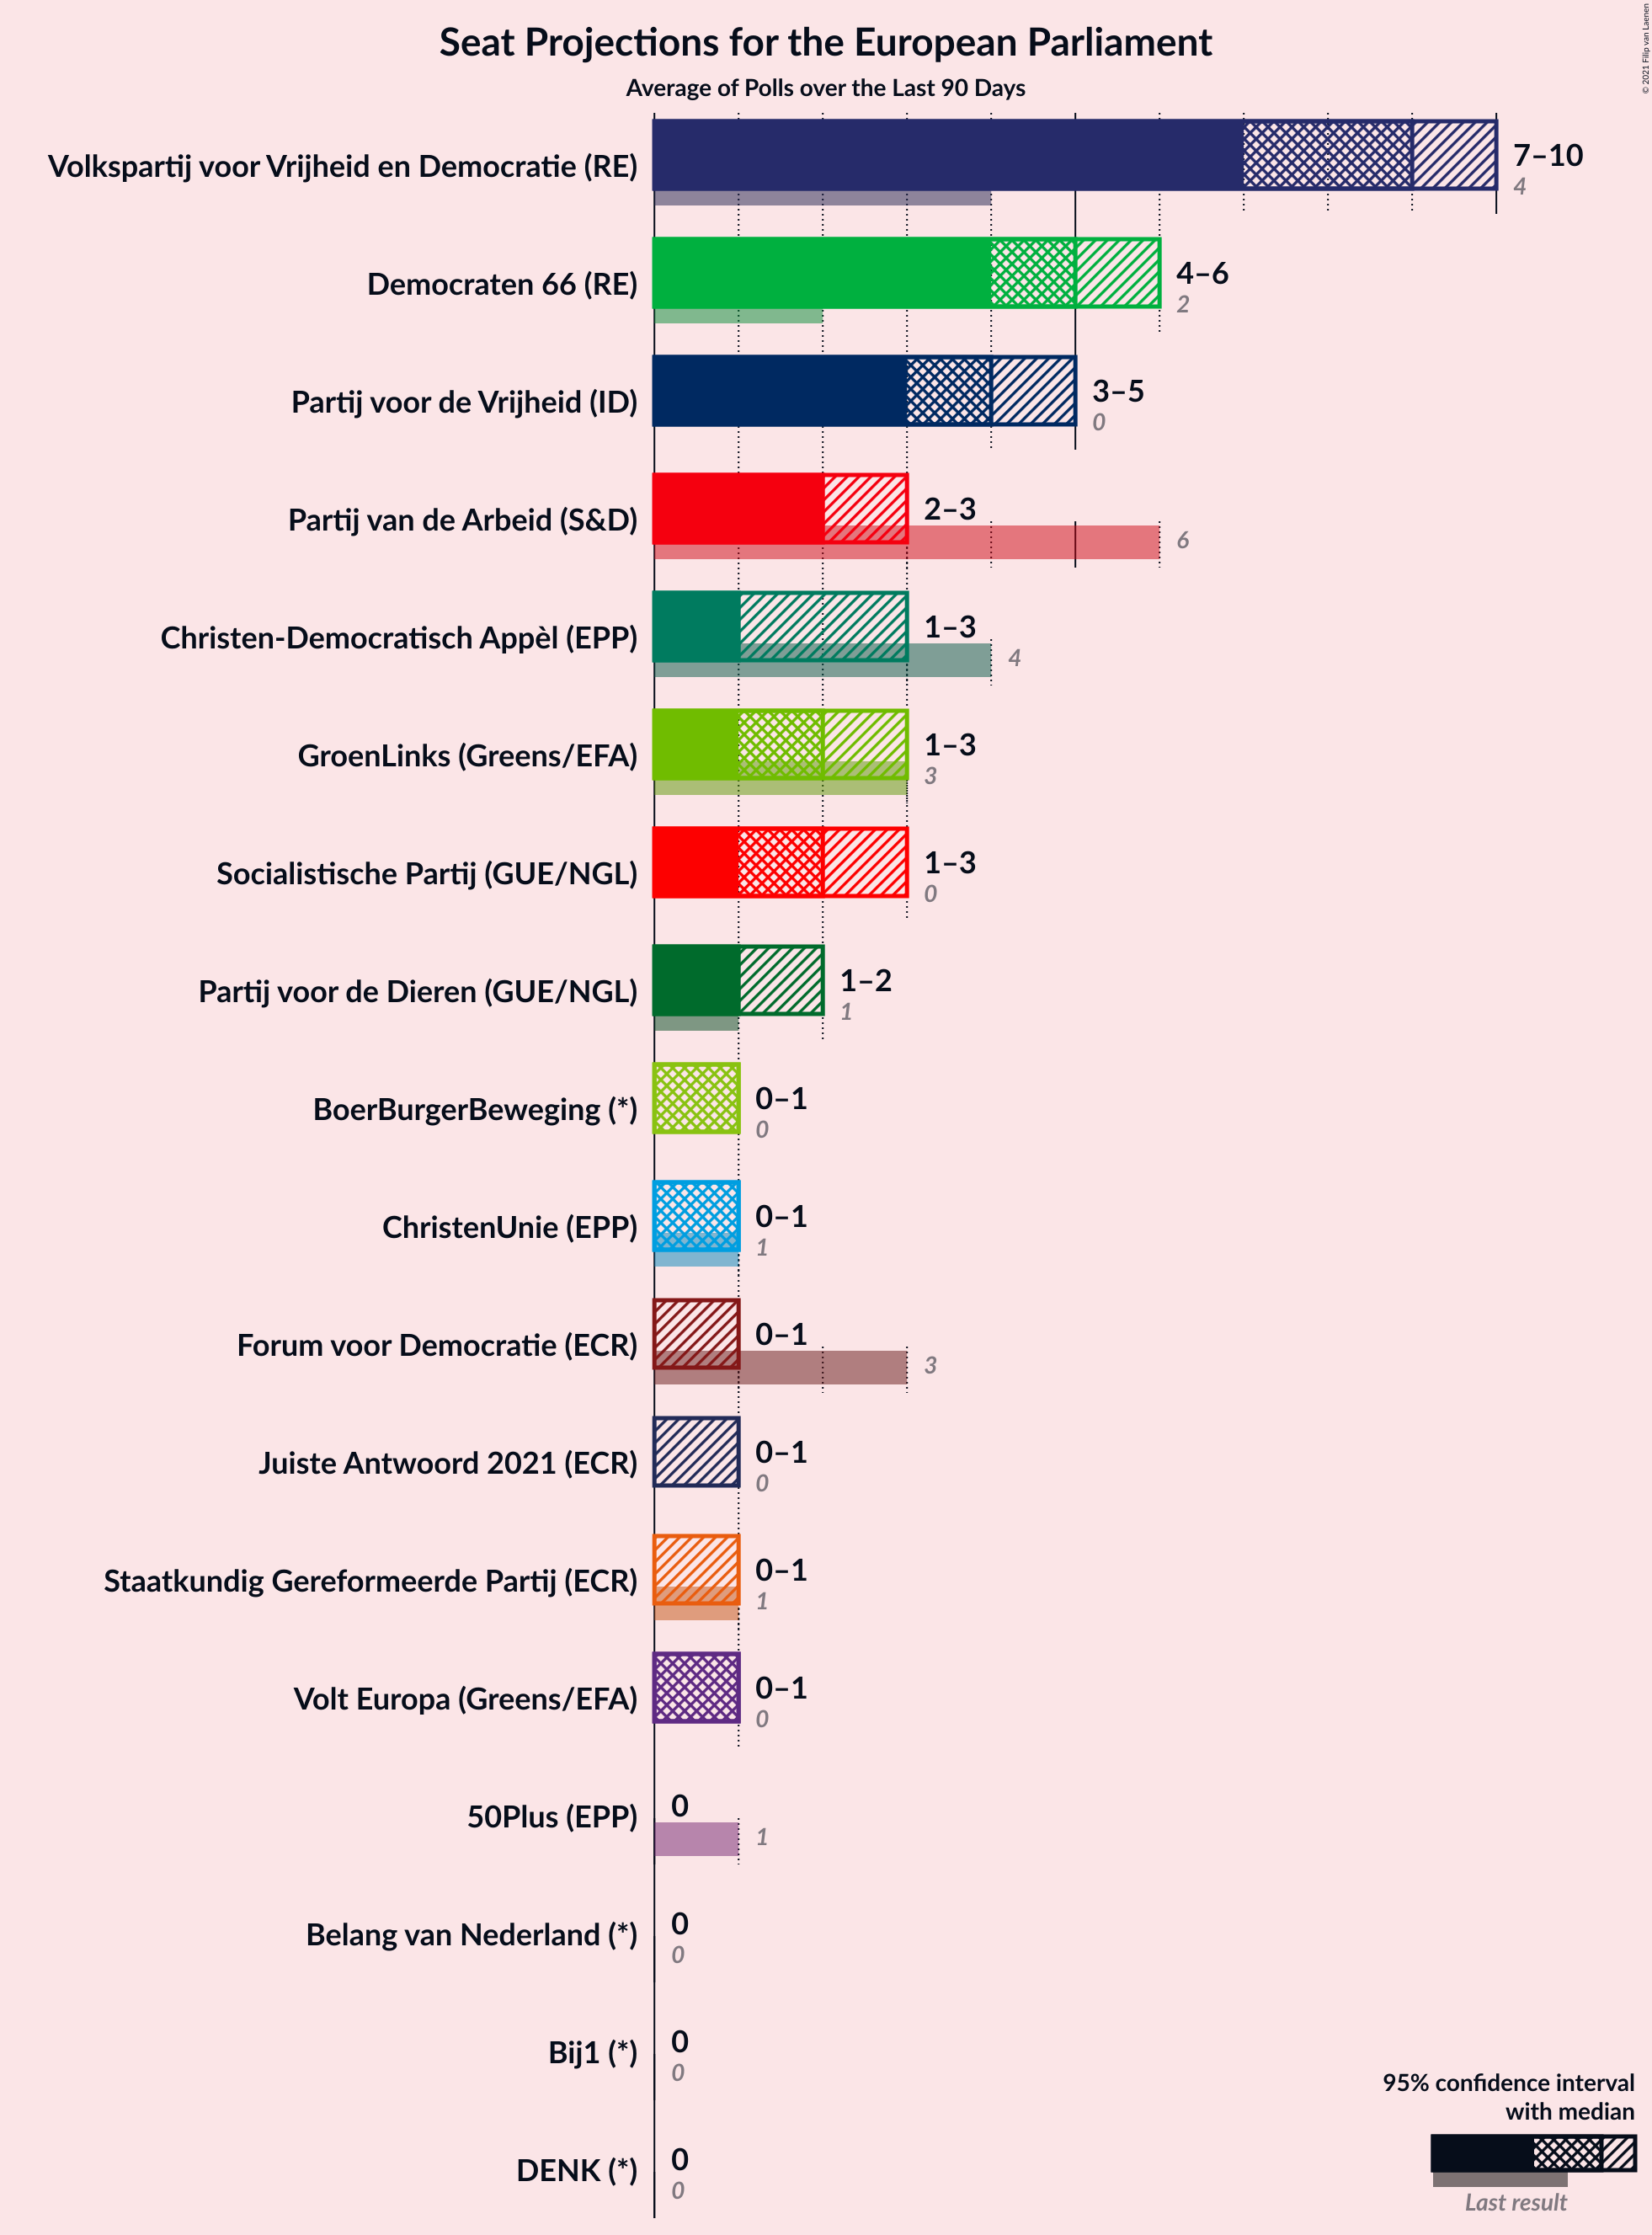 Seat Projections for the European Parliament
Average of Polls over the Last 90 Days
© 2021 Filip van Laenen
Volkspartij voor Vrijheid en Democratie (RE)
7–10
4
Democraten 66 (RE)
4–6
2
Partij voor de Vrijheid (ID)
3–5
0
Partij van de Arbeid (S&D)
2–3
6
Christen-Democratisch Appèl (EPP)
1–3
4
GroenLinks (Greens/EFA)
1–3
3
Socialistische Partij (GUE/NGL)
1–3
0
Partij voor de Dieren (GUE/NGL)
1–2
1
BoerBurgerBeweging (*)
0–1
0
ChristenUnie (EPP)
0–1
1
Forum voor Democratie (ECR)
0–1
3
Juiste Antwoord 2021 (ECR)
0–1
0
Staatkundig Gereformeerde Partij (ECR)
0–1
1
Volt Europa (Greens/EFA)
0–1
0
50Plus (EPP)
0
1
Belang van Nederland (*)
0
0
Bij1 (*)
0
0
DENK (*)
0
0
95% confidence interval
with median
Last result